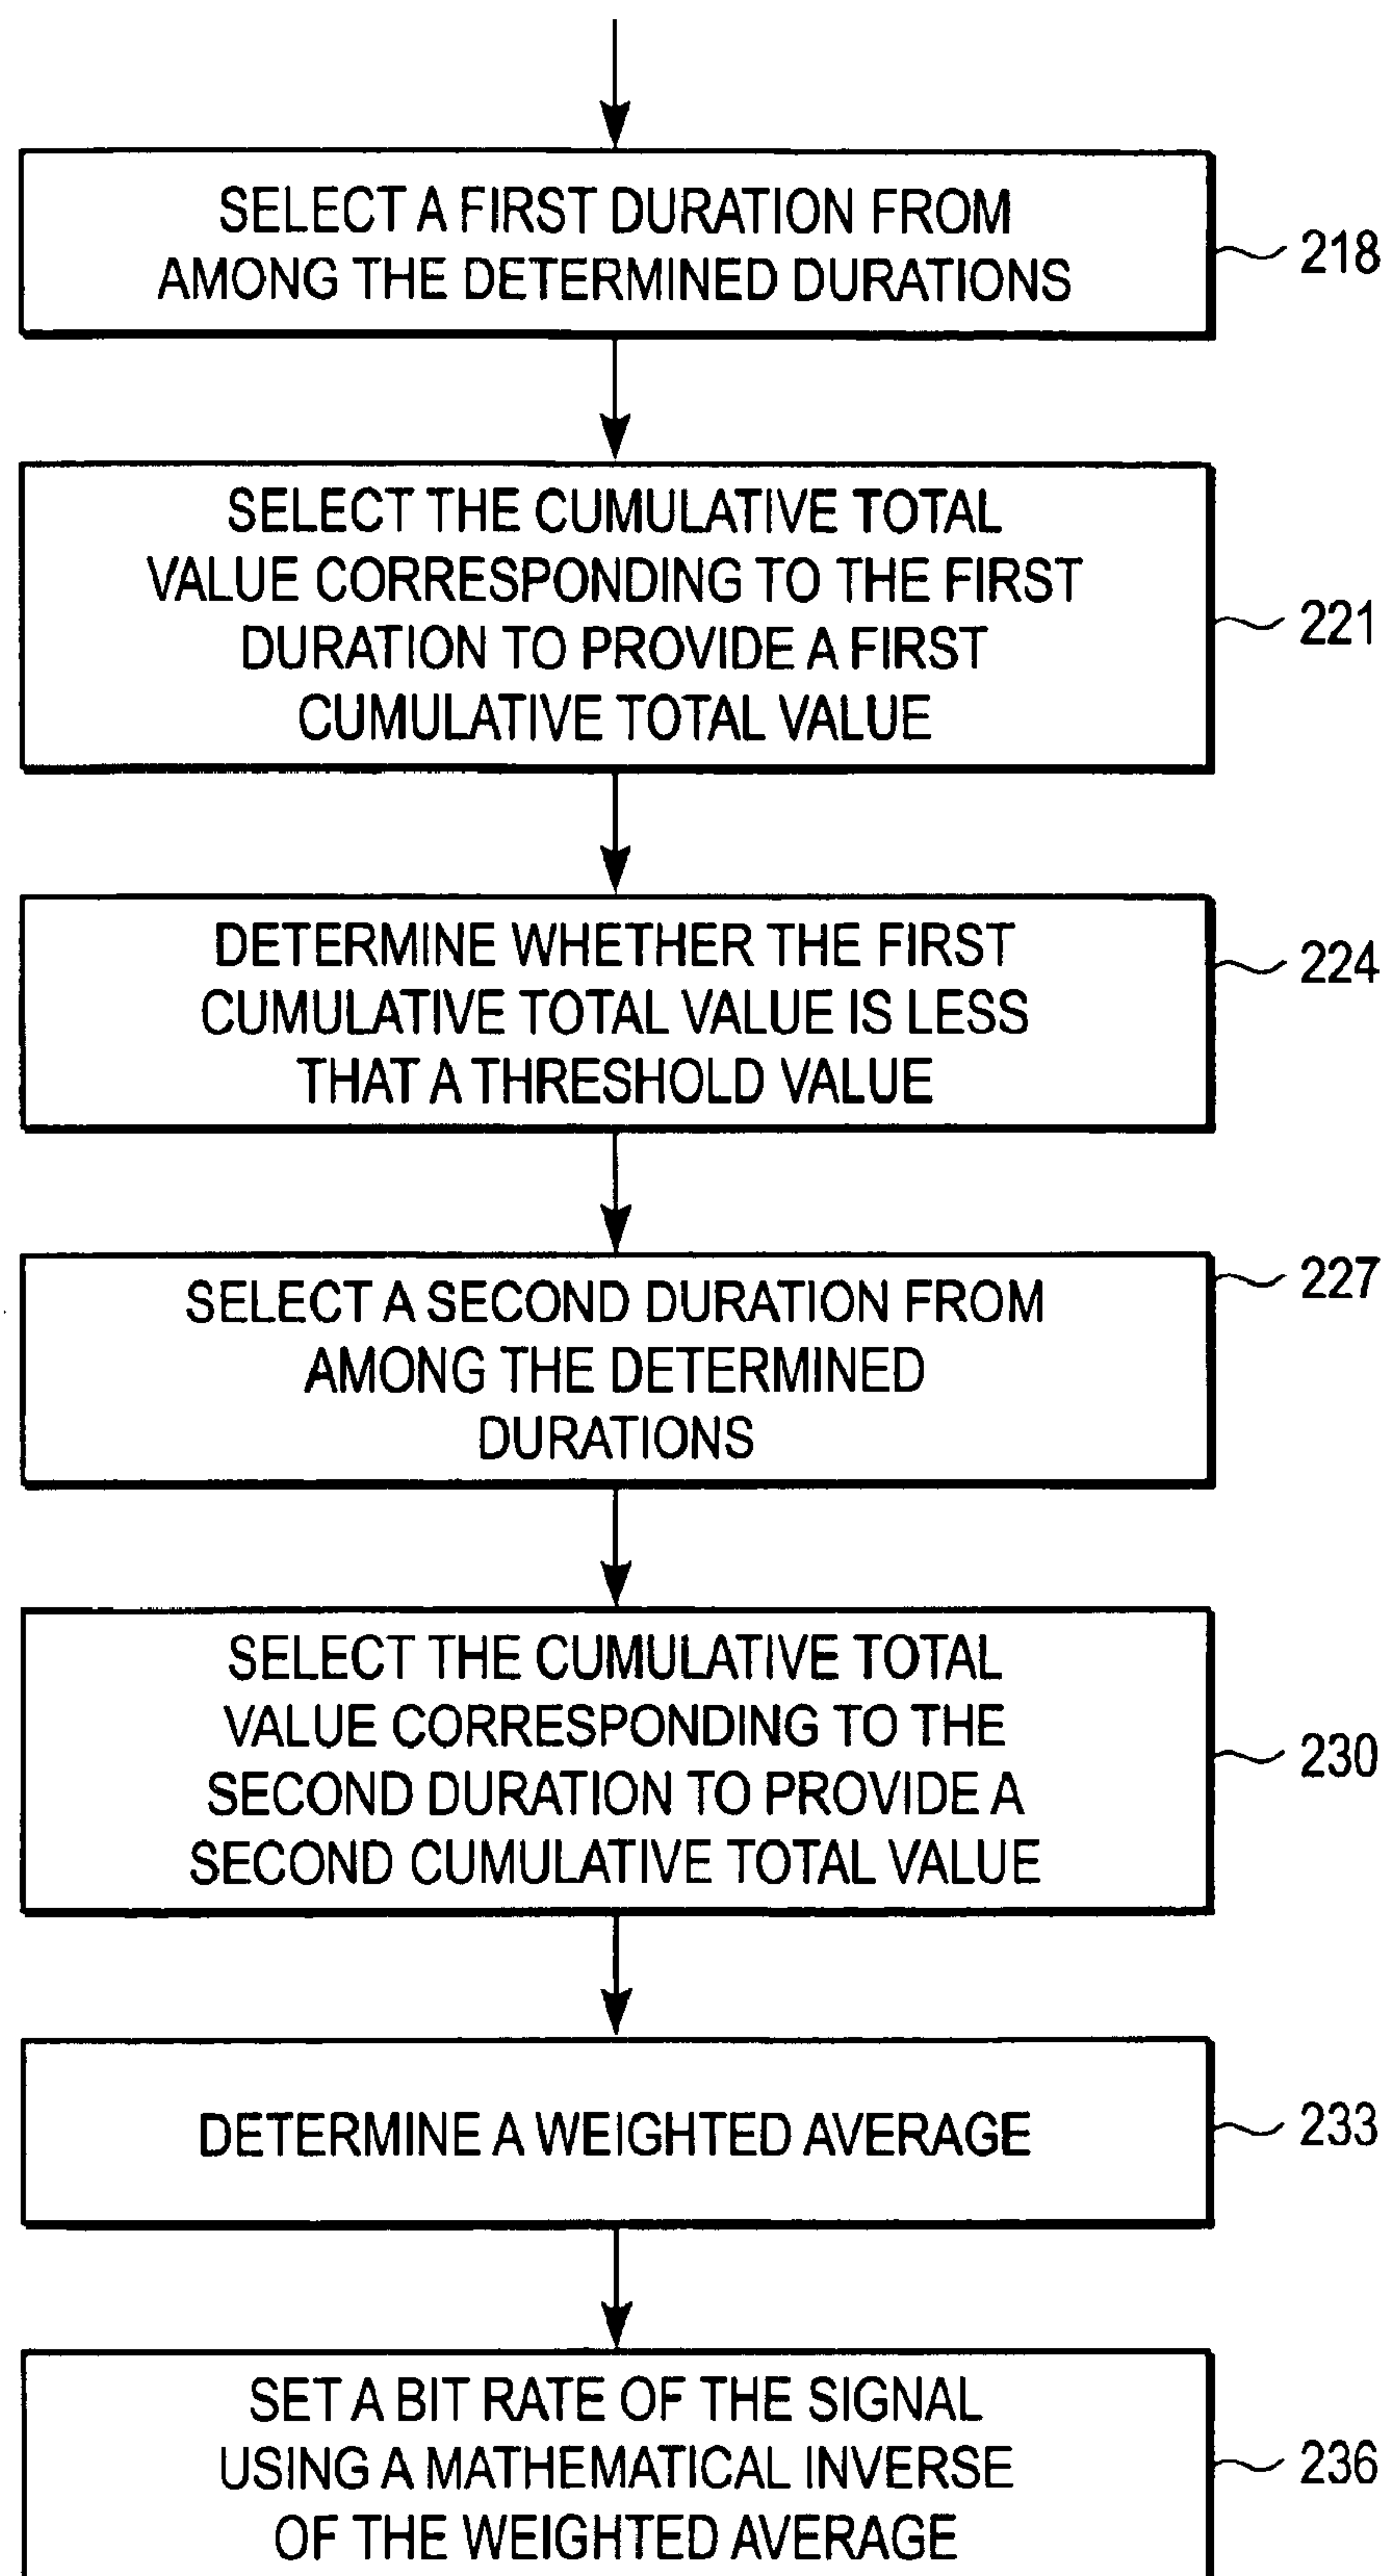 SELECT A FIRST DURATION FROM
AMONG THE DETERMINED DURATIONS
218
SELECT THE CUMULATIVE TOTAL
VALUE CORRESPONDING TO THE FIRST
DURATION TO PROVIDE A FIRST
CUMULATIVE TOTAL VALUE
221
DETERMINE WHETHER THE FIRST
CUMULATIVE TOTAL VALUE IS LESS
THAT A THRESHOLD VALUE
224
SELECT A SECOND DURATION FROM
AMONG THE DETERMINED
DURATIONS
227
SELECT THE CUMULATIVE TOTAL
VALUE CORRESPONDING TO THE
SECOND DURATION TO PROVIDE A
SECOND CUMULATIVE TOTAL VALUE
230
DETERMINE A WEIGHTED AVERAGE
233
SET A BIT RATE OF THE SIGNAL
USING A MATHEMATICAL INVERSE
OF THE WEIGHTED AVERAGE
236